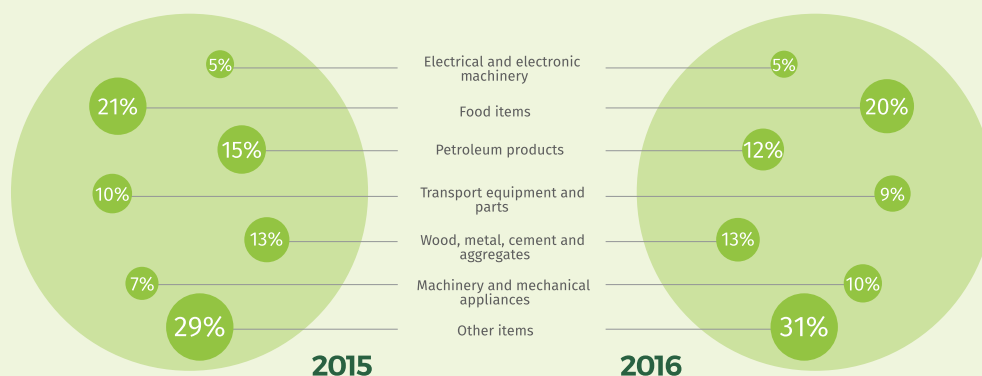 5% Electrical and electronic 5%
machinery
21% Food items 20%
15% Petroleum products 12%
10% Transport equipment and 9%
parts
13% Wood, metal, cement and 13%
aggregates
7% Machinery and mechanical 10%
appliances
29% Other items 31%
2015 2016